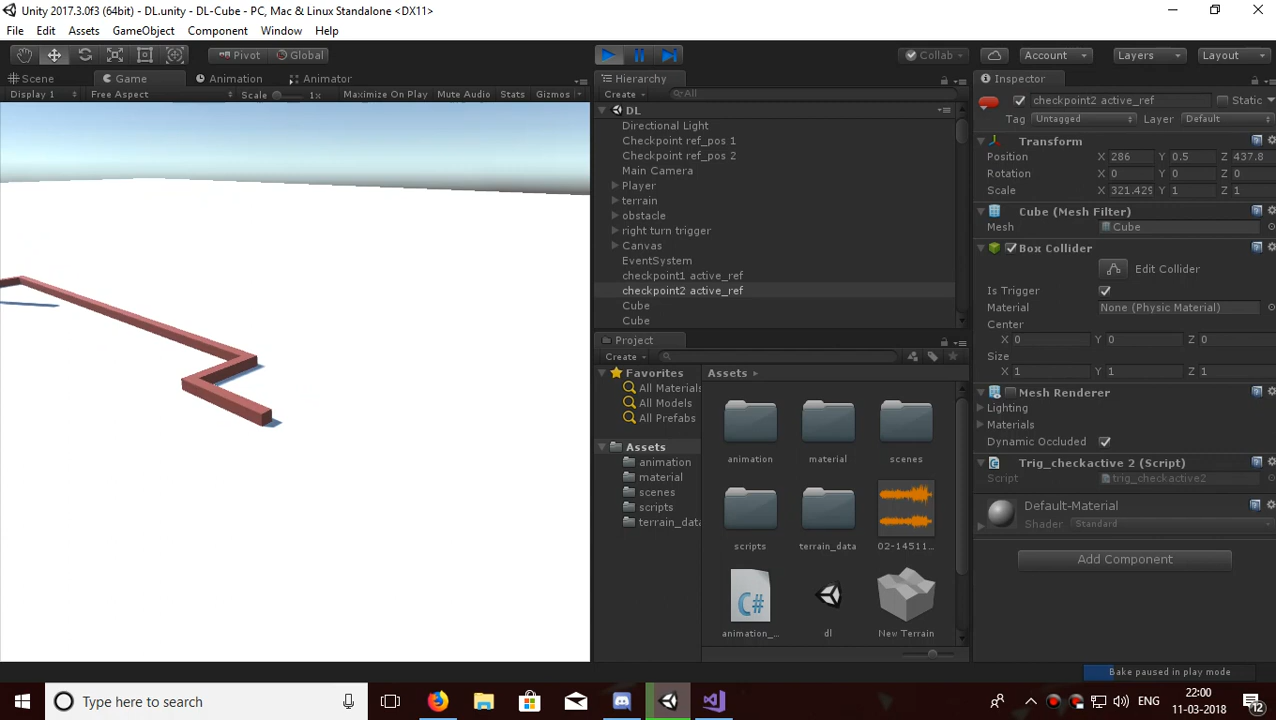 Unity 2017.3.0f3 (64bit) - DL.unity - DL-Cube - PC, Mac & Linux Standalone <DX11>
File Edit Assets GameObject Component Window Help
Pivot Global Collab Account Layers Layout
Scene Game Animation Animator
Display 1 Free Aspect Scale 1x Maximize On Play Mute Audio Stats Gizmos
Hierarchy
Create All
DL
Directional Light
Checkpoint ref_pos 1
Checkpoint ref_pos 2
Main Camera
Player
terrain
obstacle
right turn trigger
Canvas
EventSystem
checkpoint1 active_ref
checkpoint2 active_ref
Cube
Cube
Project
Create
Favorites
All Materials
All Models
All Prefabs
Assets
animation
material
scenes
scripts
terrain_data
Assets
animation material scenes
scripts terrain_data 02-14511...
C#
animation_... dl New Terrain
Inspector
checkpoint2 active_ref Static
Tag Untagged Layer Default
Transform
Position X 286 Y 0.5 Z 437.8
Rotation X 0 Y 0 Z 0
Scale X 321.429 Y 1 Z 1
Cube (Mesh Filter)
Mesh Cube
Box Collider
Edit Collider
Is Trigger
Material None (Physic Material)
Center
X 0 Y 0 Z 0
Size
X 1 Y 1 Z 1
Mesh Renderer
Lighting
Materials
Dynamic Occluded
Trig_checkactive 2 (Script)
Script trig_checkactive2
Default-Material
Shader Standard
Add Component
Bake paused in play mode
Type here to search
ENG
22:00
11-03-2018
12